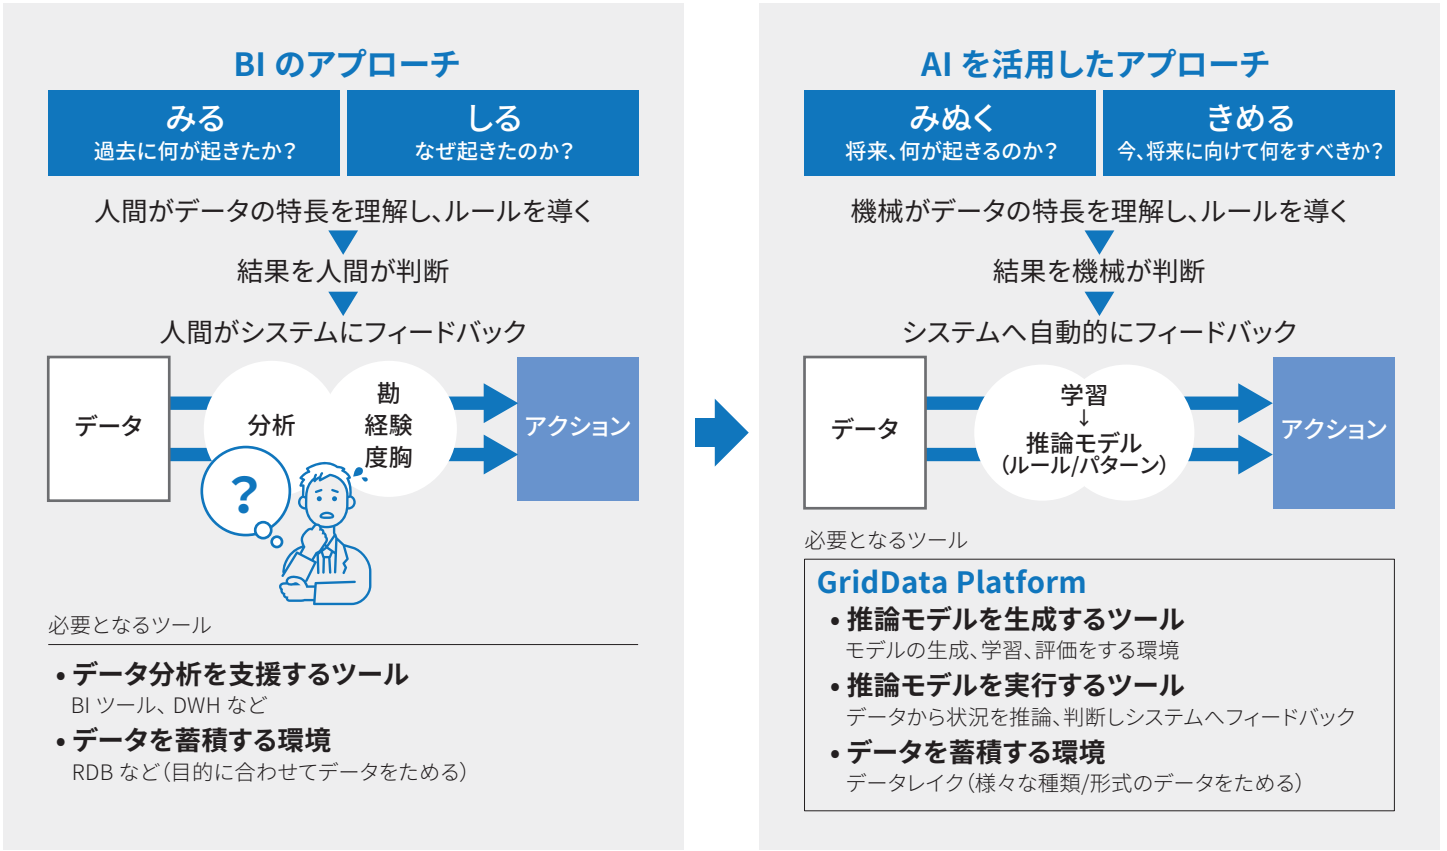 BI のアプローチ
みる
過去に何が起きたか？
しる
なぜ起きたのか？
人間がデータの特長を理解し、ルールを導く
結果を人間が判断
人間がシステムにフィードバック
データ
分析
勘
経験
度胸
アクション
?
必要となるツール
• データ分析を支援するツール
BI ツール、DWH など
• データを蓄積する環境
RDB など（目的に合わせてデータをためる）
AI を活用したアプローチ
みぬく
将来、何が起きるのか？
きめる
今、将来に向けて何をすべきか？
機械がデータの特長を理解し、ルールを導く
結果を機械が判断
システムへ自動的にフィードバック
データ
学習
↓
推論モデル
（ルール/パターン）
アクション
必要となるツール
GridData Platform
• 推論モデルを生成するツール
モデルの生成、学習、評価をする環境
• 推論モデルを実行するツール
データから状況を推論、判断しシステムへフィードバック
• データを蓄積する環境
データレイク（様々な種類/形式のデータをためる）